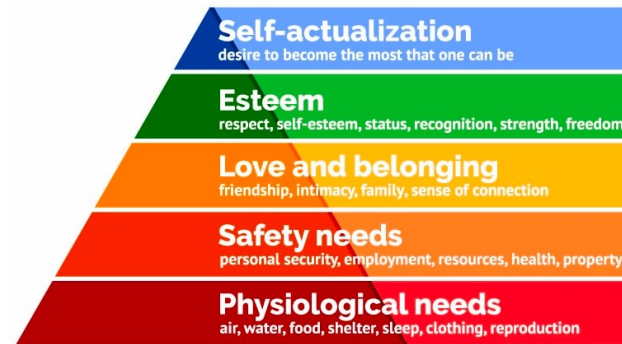 Self-actualization
desire to become the most that one can be
Esteem
respect, self-esteem, status, recognition, strength, freedom
Love and belonging
friendship, intimacy, family, sense of connection
Safety needs
personal security, employment, resources, health, property
Physiological needs
air, water, food, shelter, sleep, clothing, reproduction